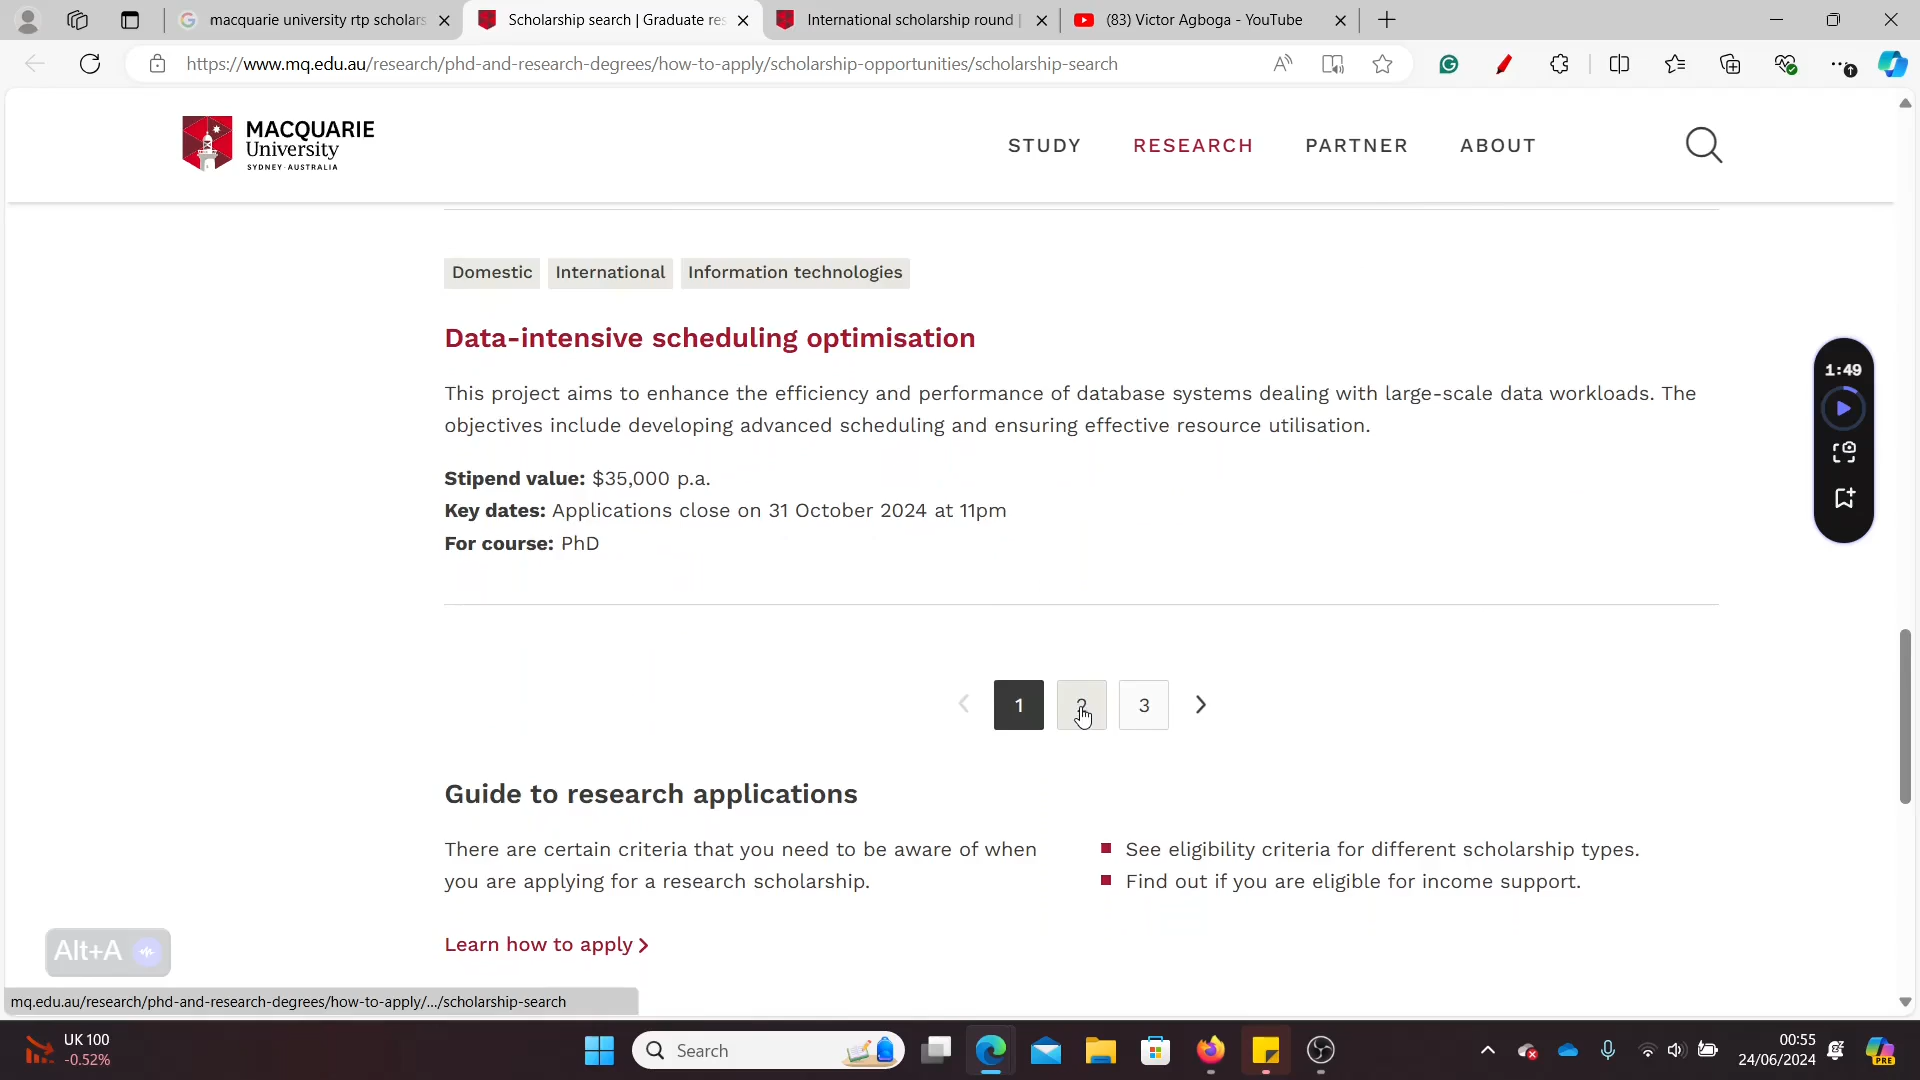 macquarie university rtp scholars
Scholarship search | Graduate res
International scholarship round |
(83) Victor Agboga - YouTube
https://www.mq.edu.au/research/phd-and-research-degrees/how-to-apply/scholarship-opportunities/scholarship-search
MACQUARIE
University
SYDNEY·AUSTRALIA
STUDY
RESEARCH
PARTNER
ABOUT
Domestic
International
Information technologies
Data-intensive scheduling optimisation
This project aims to enhance the efficiency and performance of database systems dealing with large-scale data workloads. The
objectives include developing advanced scheduling and ensuring effective resource utilisation.
Stipend value: $35,000 p.a.
Key dates: Applications close on 31 October 2024 at 11pm
For course: PhD
1:49
1
2
3
Guide to research applications
There are certain criteria that you need to be aware of when
you are applying for a research scholarship.
See eligibility criteria for different scholarship types.
Find out if you are eligible for income support.
Learn how to apply
Alt+A
mq.edu.au/research/phd-and-research-degrees/how-to-apply/.../scholarship-search
UK 100
-0.52%
Search
00:55
24/06/2024
PRE